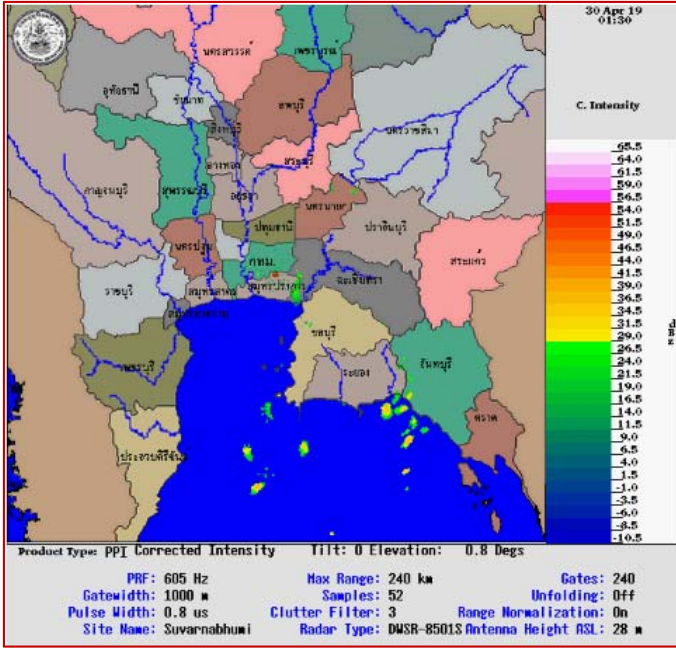 30 Apr 19
01:30
C. Intensity
65.5
64.0
61.5
59.0
56.5
54.0
51.5
49.0
46.5
44.0
41.5
39.0
36.5
34.0
31.5
29.0
26.5
24.0
21.5
19.0
16.5
14.0
11.5
9.0
6.5
4.0
1.5
-1.0
-3.5
-6.0
-8.5
-10.5
นครสวรรค์
เพชรบูรณ์
อุทัยธานี
ชัยนาท
ลพบุรี
สิงห์บุรี
นครราชสีมา
อ่างทอง
สระบุรี
กาญจนบุรี
สุพรรณบุรี
อยุธยา
นครนายก
ปทุมธานี
ปราจีนบุรี
นครปฐม
กทม.
สระแก้ว
ราชบุรี
สมุทรสาคร
สมุทรปราการ
ฉะเชิงเทรา
ชลบุรี
เพชรบุรี
ระยอง
จันทบุรี
ตราด
ประจวบคีรีขันธ์
Product Type: PPI Corrected Intensity Tilt: 0 Elevation: 0.8 Degs
PRF: 605 Hz Max Range: 240 km Gates: 240
Gatewidth: 1000 m Samples: 52 Unfolding: Off
Pulse Width: 0.8 us Clutter Filter: 3 Range Normalization: On
Site Name: Suvarnabhumi Radar Type: DWSR-8501S Antenna Height ASL: 28 m